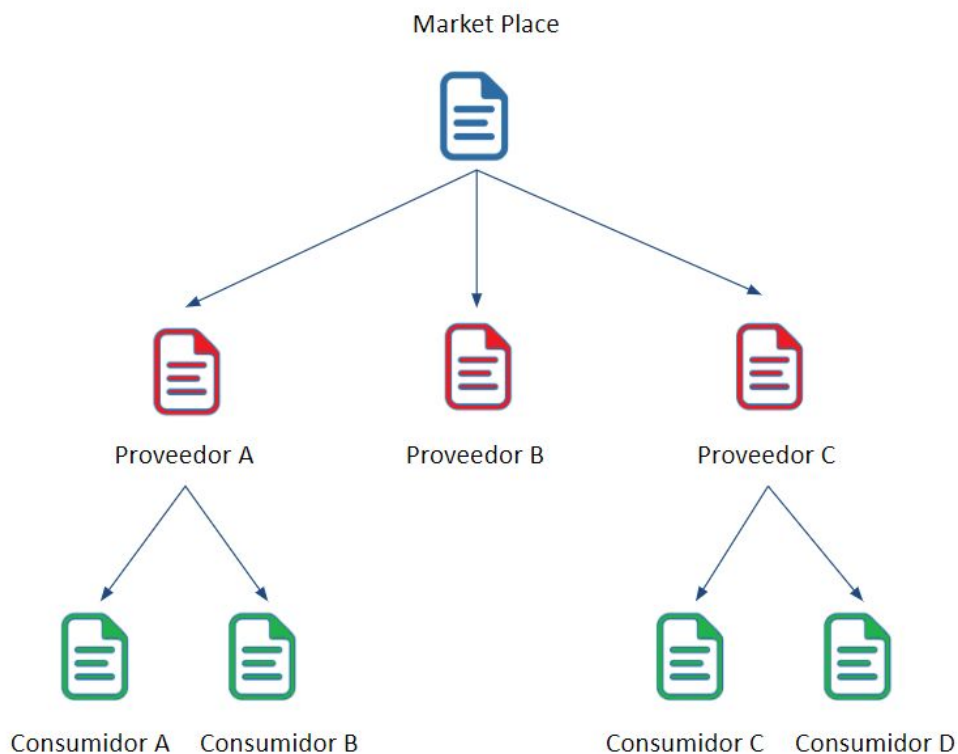 Market Place
Proveedor A
Proveedor B
Proveedor C
Consumidor A
Consumidor B
Consumidor C
Consumidor D